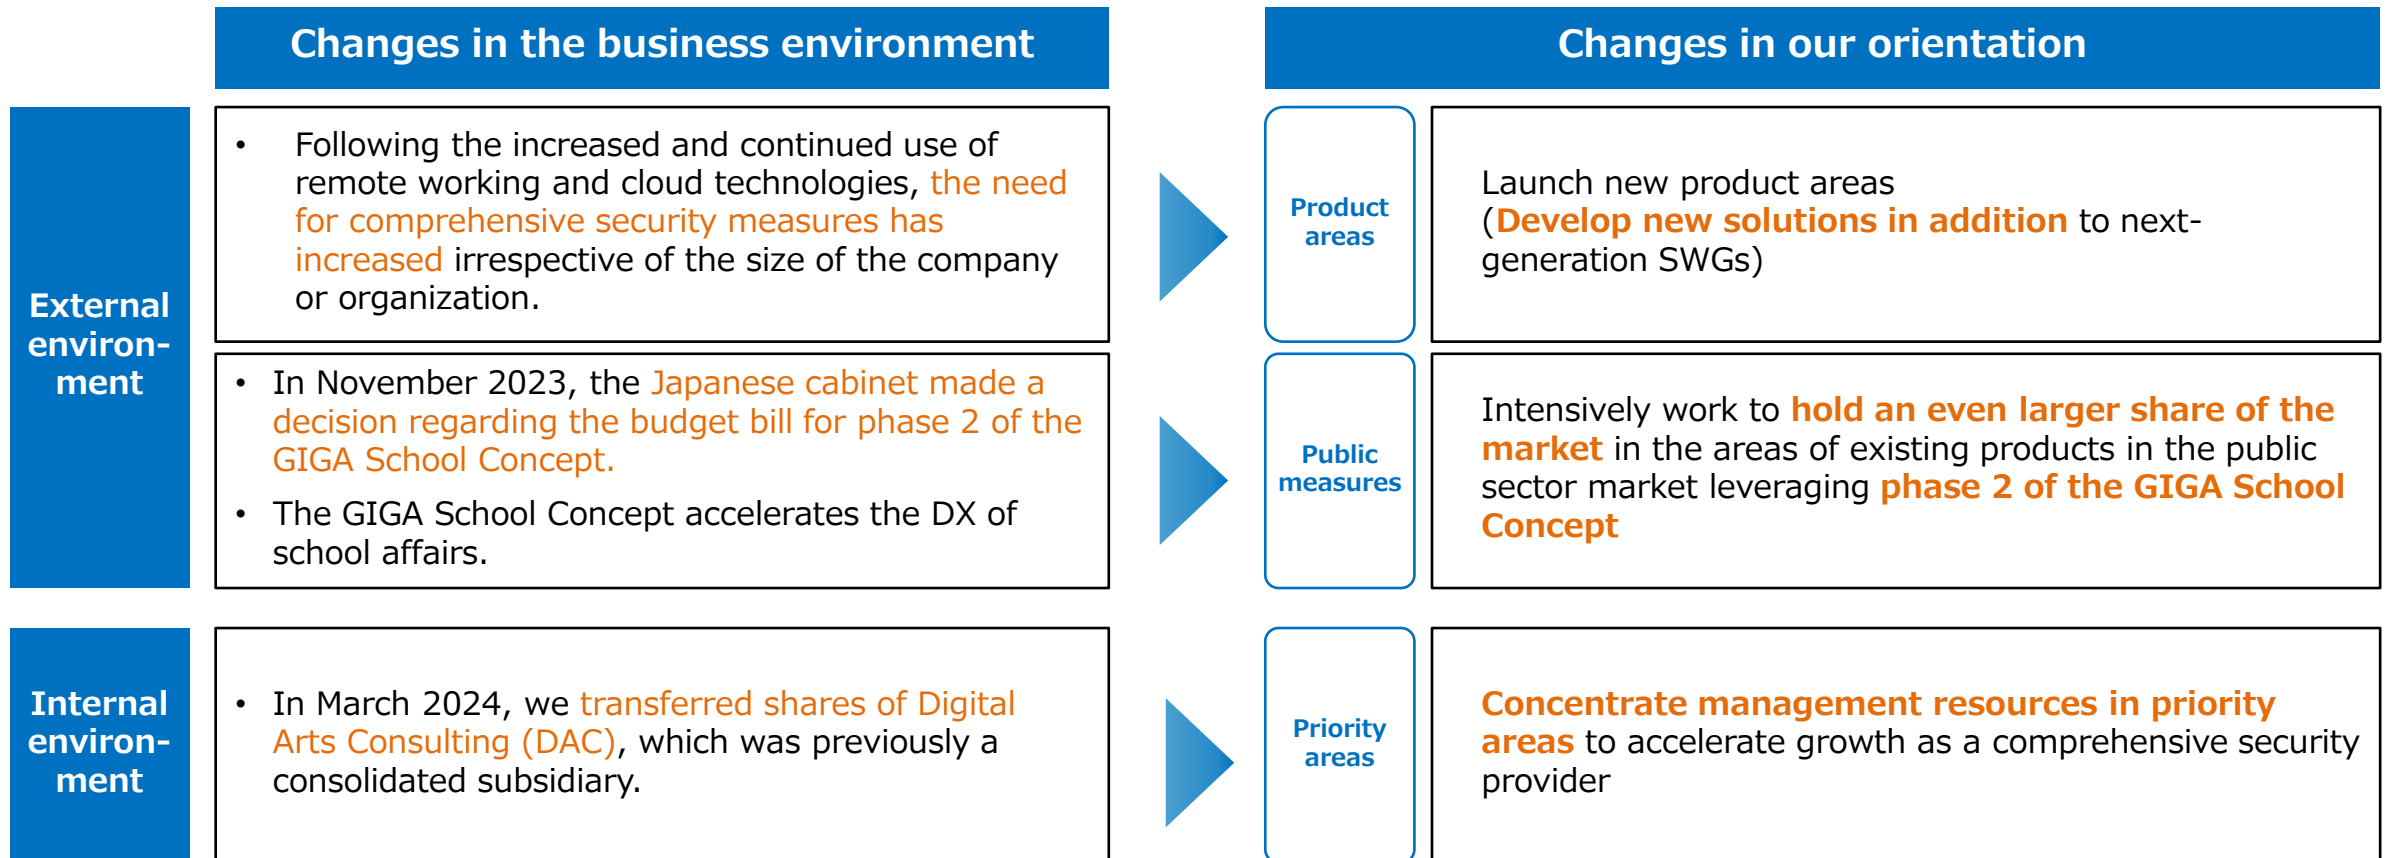 Changes in the business environment
Changes in our orientation
External
environ-
ment
• Following the increased and continued use of
remote working and cloud technologies, the need
for comprehensive security measures has
increased irrespective of the size of the company
or organization.
Product
areas
Launch new product areas
(Develop new solutions in addition to next-
generation SWGs)
• In November 2023, the Japanese cabinet made a
decision regarding the budget bill for phase 2 of the
GIGA School Concept.
• The GIGA School Concept accelerates the DX of
school affairs.
Public
measures
Intensively work to hold an even larger share of the
market in the areas of existing products in the public
sector market leveraging phase 2 of the GIGA School
Concept
Internal
environ-
ment
• In March 2024, we transferred shares of Digital
Arts Consulting (DAC), which was previously a
consolidated subsidiary.
Priority
areas
Concentrate management resources in priority
areas to accelerate growth as a comprehensive security
provider